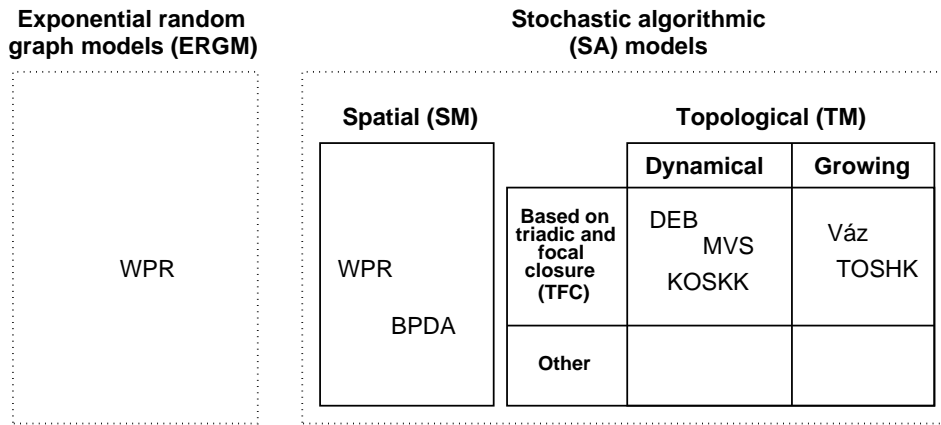 Exponential random
graph models (ERGM)
Stochastic algorithmic
(SA) models
WPR
Spatial (SM)
WPR
BPDA
Topological (TM)
Dynamical
Growing
Based on
triadic and
focal
closure
(TFC)
DEB
MVS
KOSKK
Váz
TOSHK
Other